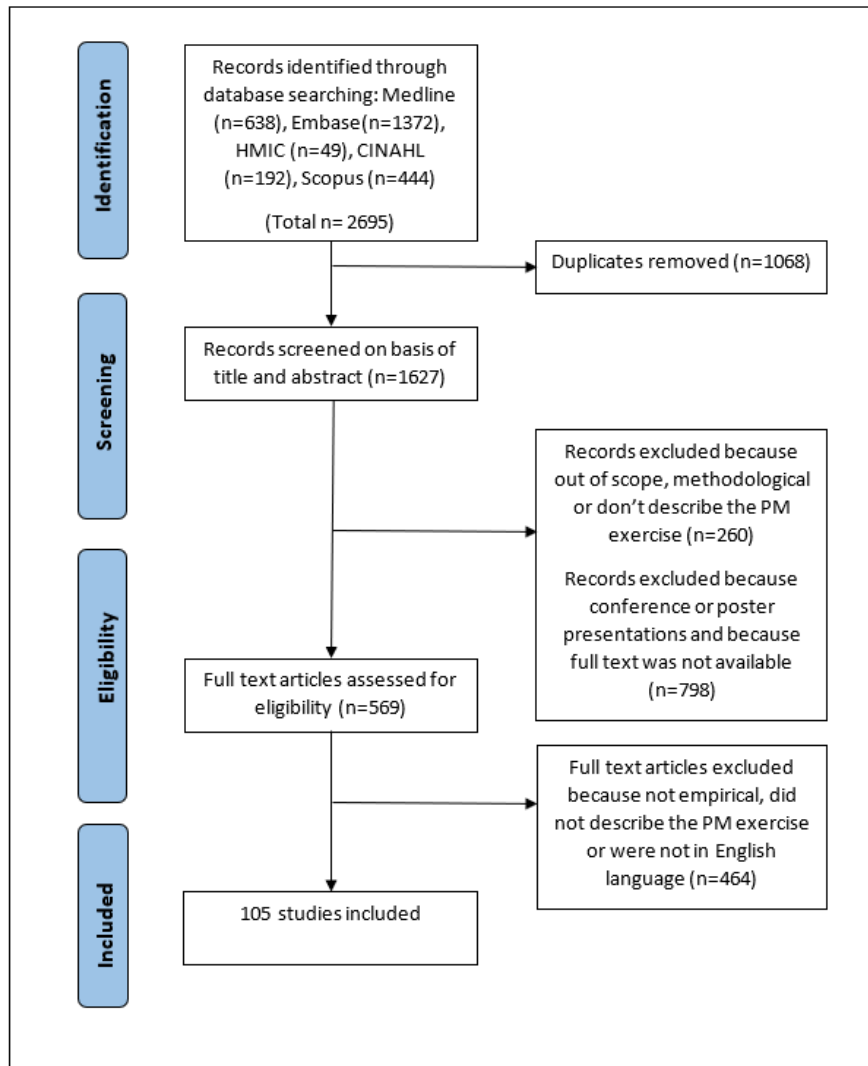 Identification
Records identified through
database searching: Medline
(n=638), Embase(n=1372),
HMIC (n=49), CINAHL
(n=192), Scopus (n=444)
(Total n= 2695)
Duplicates removed (n=1068)
Screening
Records screened on basis of
title and abstract (n=1627)
Records excluded because
out of scope, methodological
or don’t describe the PM
exercise (n=260)
Records excluded because
conference or poster
presentations and because
full text was not available
(n=798)
Eligibility
Full text articles assessed for
eligibility (n=569)
Full text articles excluded
because not empirical, did
not describe the PM exercise
or were not in English
language (n=464)
Included
105 studies included